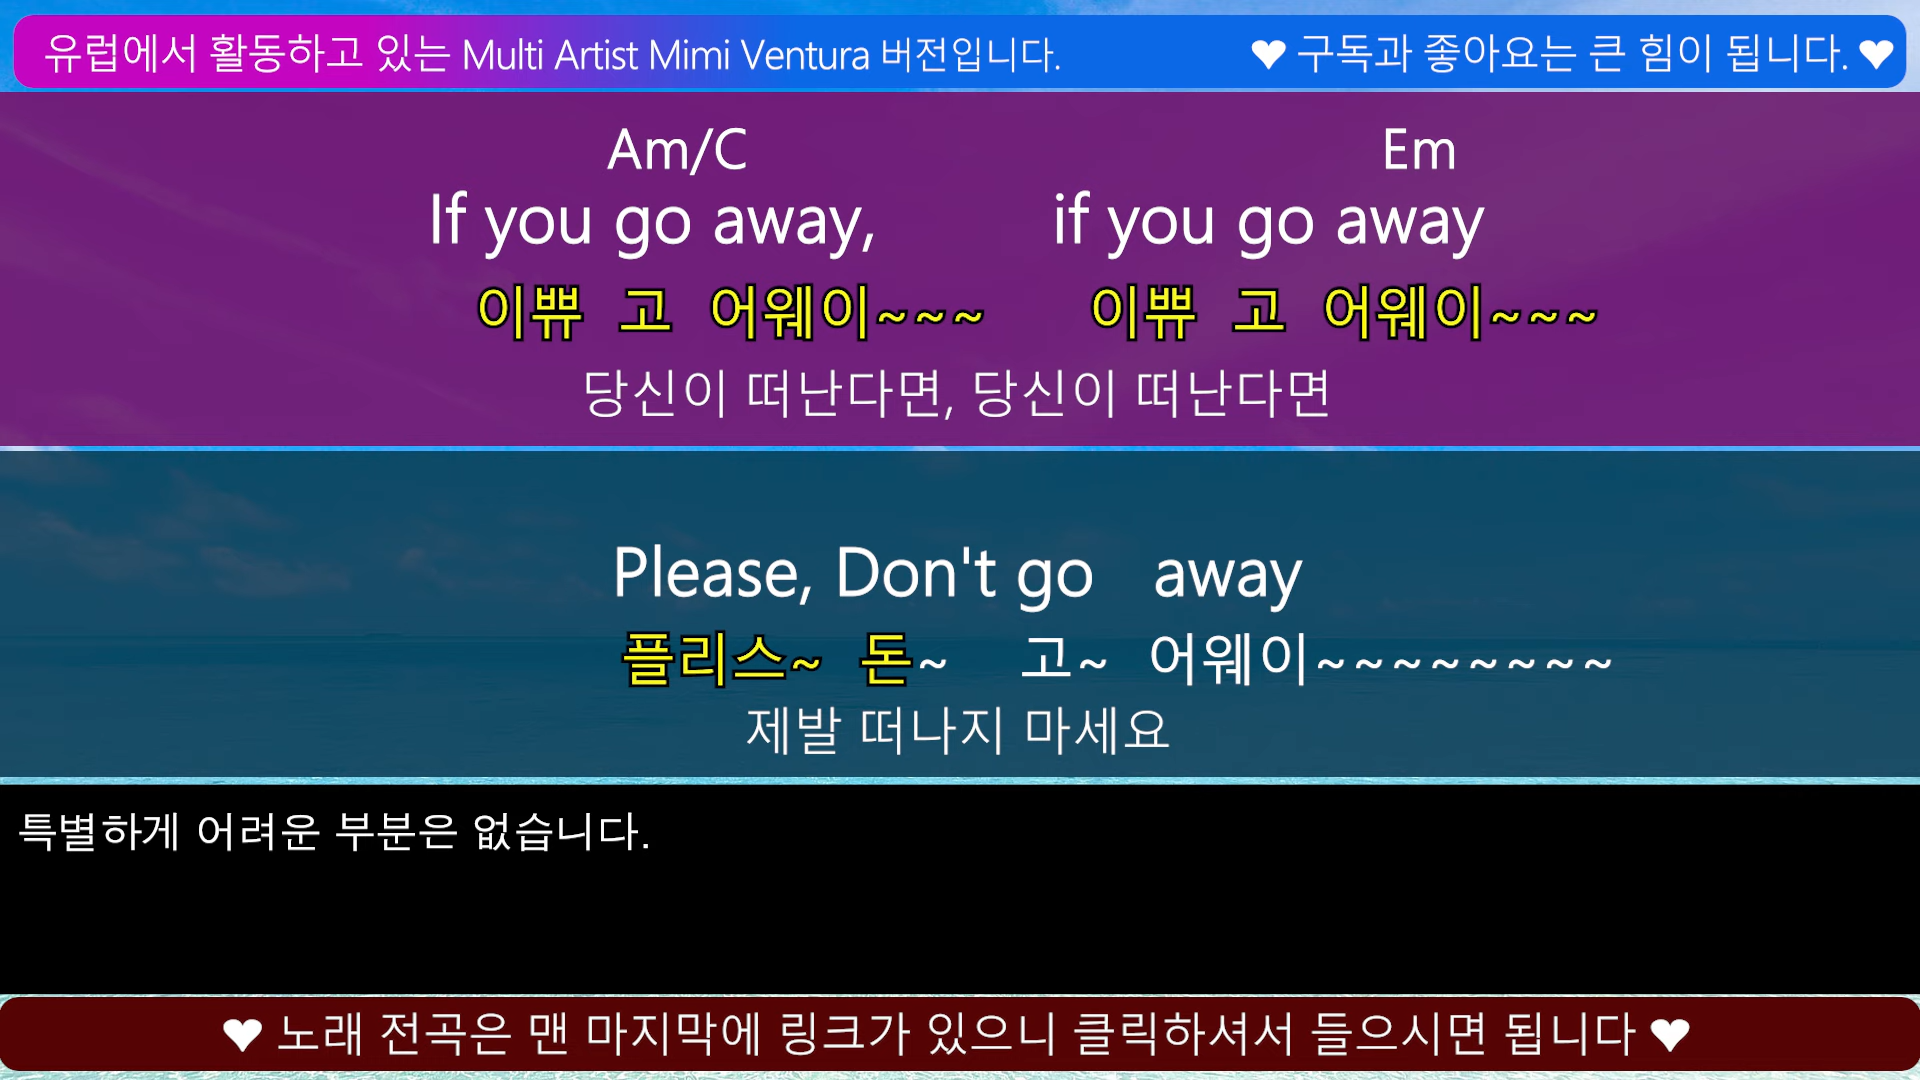 유럽에서 활동하고 있는 Multi Artist Mimi Ventura 버전입니다. ♥ 구독과 좋아요는 큰 힘이 됩니다. ♥
Am/C Em
If you go away, if you go away
이쀼 고 어웨이~~~ 이쀼 고 어웨이~~~
당신이 떠난다면, 당신이 떠난다면
Please, Don't go away
플리스~ 돈~ 고~ 어웨이~~~~~~~~
제발 떠나지 마세요
특별하게 어려운 부분은 없습니다.
♥ 노래 전곡은 맨 마지막에 링크가 있으니 클릭하셔서 들으시면 됩니다 ♥